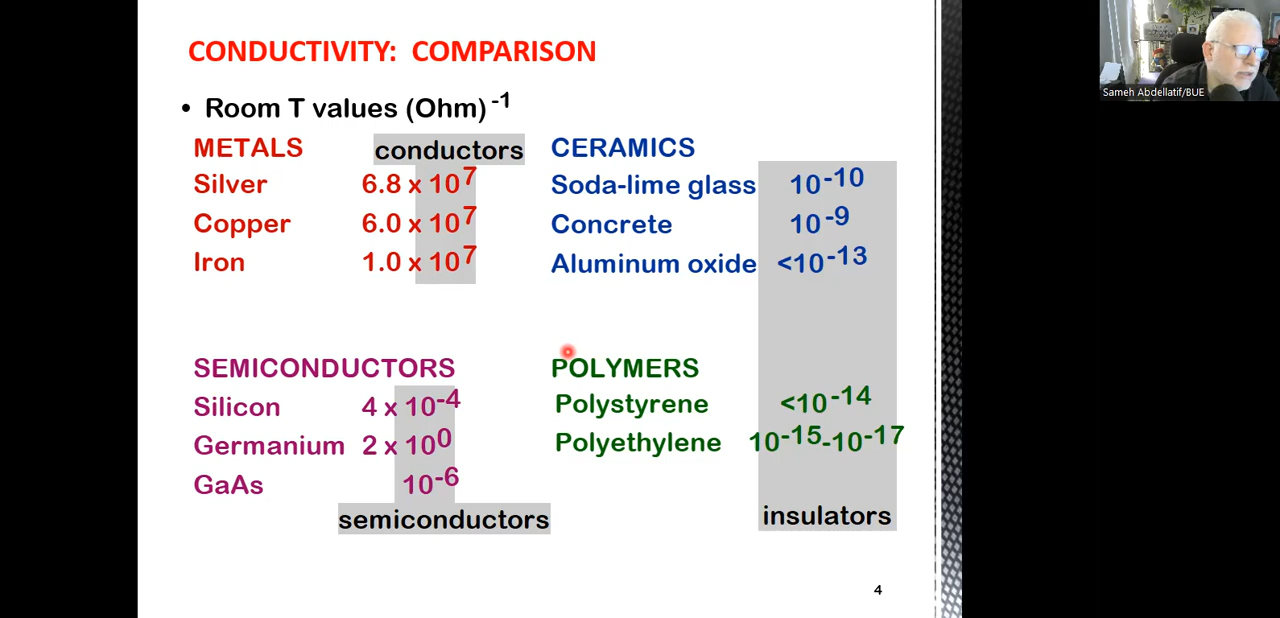 CONDUCTIVITY: COMPARISON
• Room T values (Ohm)⁻¹
METALS conductors
Silver 6.8 x 10⁷
Copper 6.0 x 10⁷
Iron 1.0 x 10⁷
CERAMICS
Soda-lime glass 10⁻¹⁰
Concrete 10⁻⁹
Aluminum oxide <10⁻¹³
SEMICONDUCTORS
Silicon 4 x 10⁻⁴
Germanium 2 x 10⁰
GaAs 10⁻⁶
semiconductors
POLYMERS
Polystyrene <10⁻¹⁴
Polyethylene 10⁻¹⁵-10⁻¹⁷
insulators
4
Sameh Abdellatif/BUE